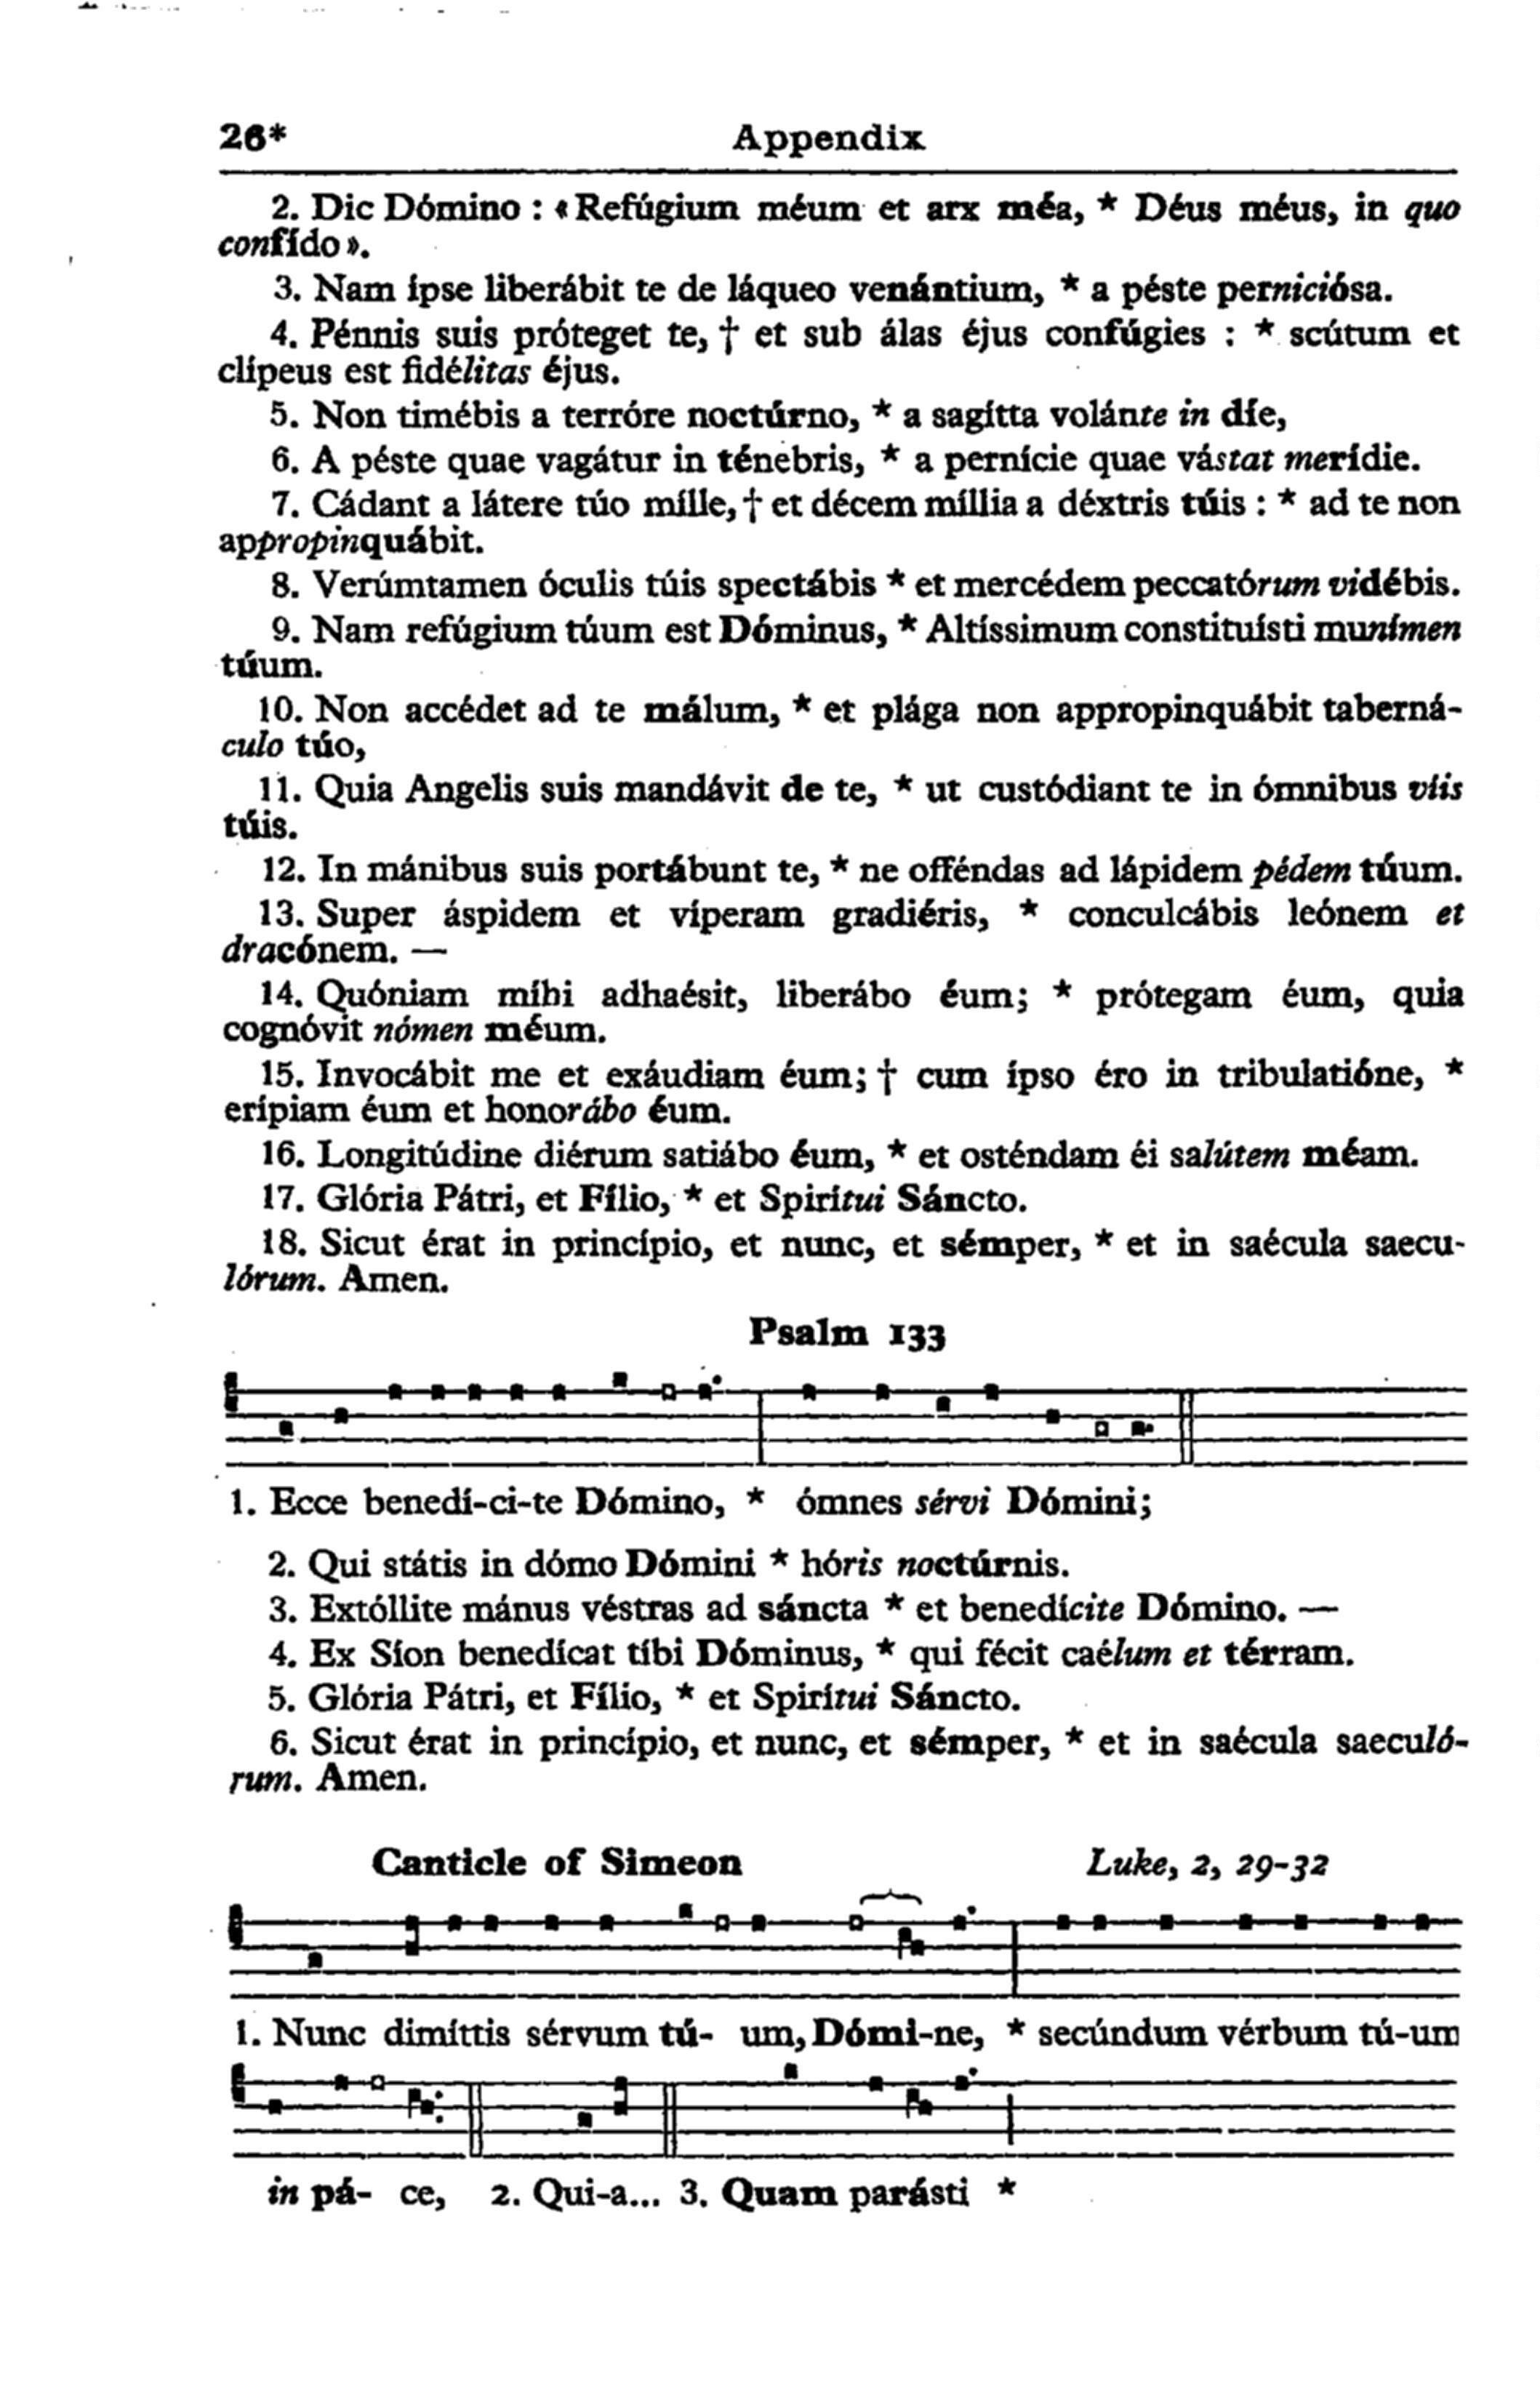 26*
Appendix
2. Dic Dómino : «Refúgium méum et arx méa, * Déus méus, in quo
confído».
3. Nam ípse liberábit te de láqueo venántium, * a péste perniciósa.
4. Pénnis suis próteget te, † et sub álas éjus confúgies : * scútum et
clípeus est fidélitas éjus.
5. Non timébis a terróre noctúrno, * a sagítta volánte in díe,
6. A péste quae vagátur in ténebris, * a pernície quae vástat merídie.
7. Cádant a látere túo mílle, † et décem míllia a déxtris túis : * ad te non
appropinquábit.
8. Verúmtamen óculis túis spectábis * et mercédem peccatórum vidébis.
9. Nam refúgium túum est Dóminus, * Altíssimum constituísti munímen
túum.
10. Non accédet ad te málum, * et plága non appropinquábit taberná-
culo túo,
11. Quia Angelis suis mandávit de te, * ut custódiant te in ómnibus víis
túis.
12. In mánibus suis portábunt te, * ne offéndas ad lápidem pédem túum.
13. Super áspidem et víperam gradiéris, * conculcábis leónem et
dracónem. —
14. Quóniam míhi adhaésit, liberábo éum; * prótegam éum, quia
cognóvit nómen méum.
15. Invocábit me et exáudiam éum; † cum ípso éro in tribulatióne, *
erípiam éum et honorábo éum.
16. Longitúdine diérum satiábo éum, * et osténdam éi salútem méam.
17. Glória Pátri, et Fílio, * et Spirítui Sáncto.
18. Sicut érat in princípio, et nunc, et sémper, * et in saécula saecu-
lórum. Amen.
Psalm 133
1. Ecce benedí-ci-te Dómino, * ómnes sérvi Dómini;
2. Qui státis in dómo Dómini * hóris noctúrnis.
3. Extóllite mánus véstras ad sáncta * et benedícite Dómino. —
4. Ex Síon benedícat tíbi Dóminus, * qui fécit caélum et térram.
5. Glória Pátri, et Fílio, * et Spirítui Sáncto.
6. Sicut érat in princípio, et nunc, et sémper, * et in saécula saeculó-
rum. Amen.
Canticle of Simeon
Luke, 2, 29-32
1. Nunc dimíttis sérvum tú- um, Dómi-ne, * secúndum vérbum tú-um
in pá- ce, 2. Qui-a... 3. Quam parásti *